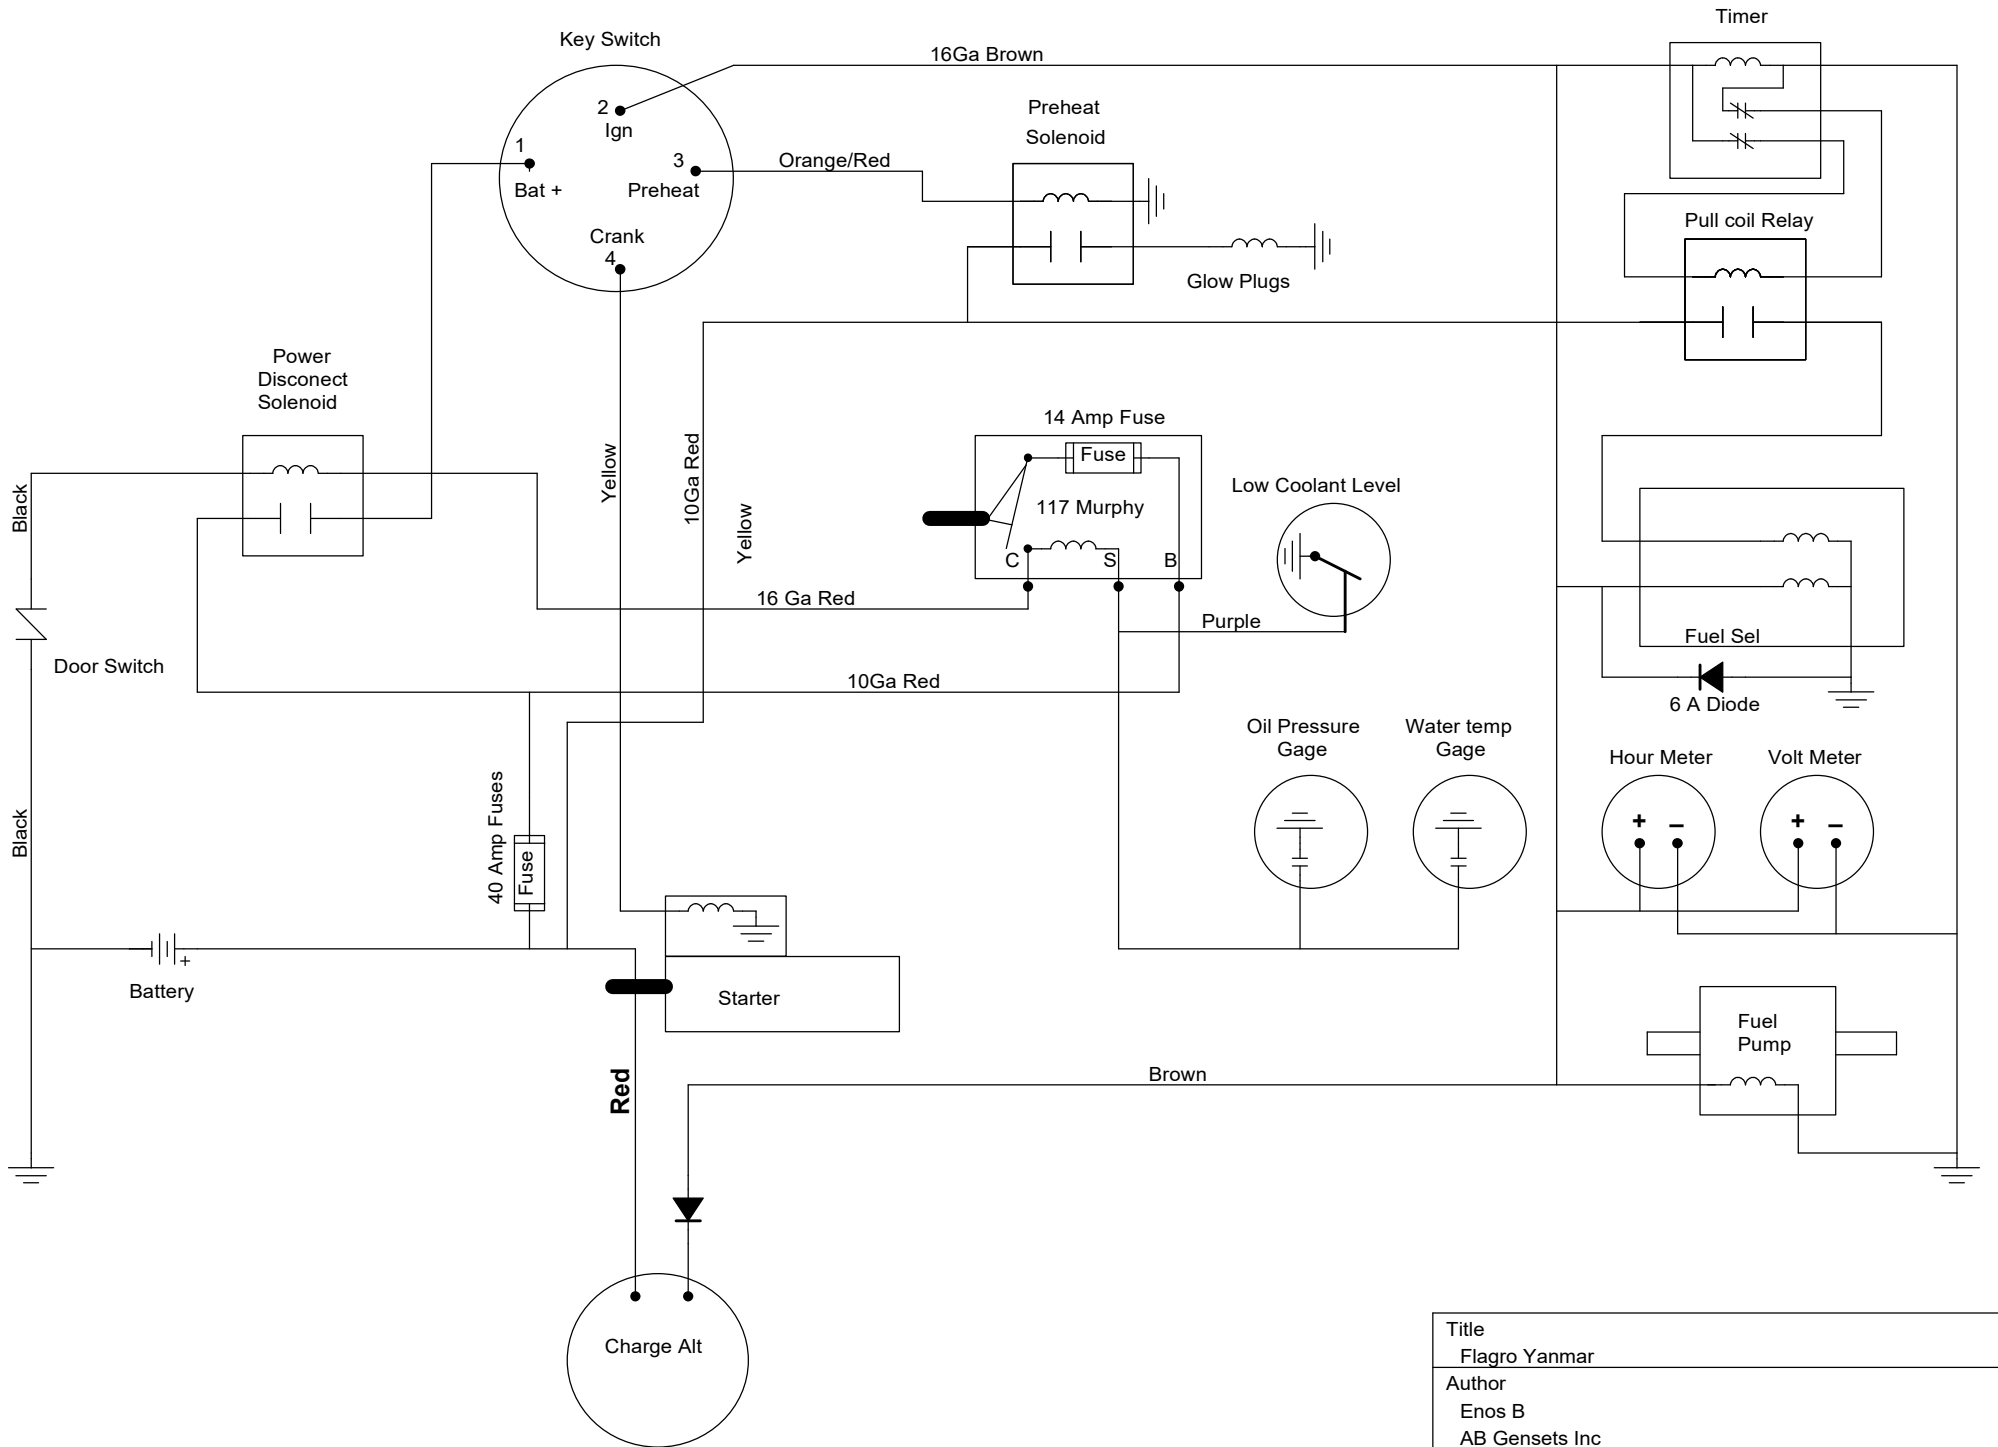 Timer
Key Switch
16Ga Brown
2
Ign
1
Bat +
3
Preheat
Crank
4
Orange/Red
Preheat
Solenoid
Glow Plugs
Pull coil Relay
Power
Disconect
Solenoid
Black
Door Switch
Black
Yellow
10Ga Red
Yellow
14 Amp Fuse
Fuse
117 Murphy
C
S
B
16 Ga Red
Low Coolant Level
Purple
10Ga Red
Fuel Sel
6 A Diode
Oil Pressure
Gage
Water temp
Gage
Hour Meter
+ –
Volt Meter
+ –
40 Amp Fuses
Fuse
+
Battery
Starter
Red
Fuel
Pump
Brown
Charge Alt
Title
Flagro Yanmar
Author
Enos B
AB Gensets Inc